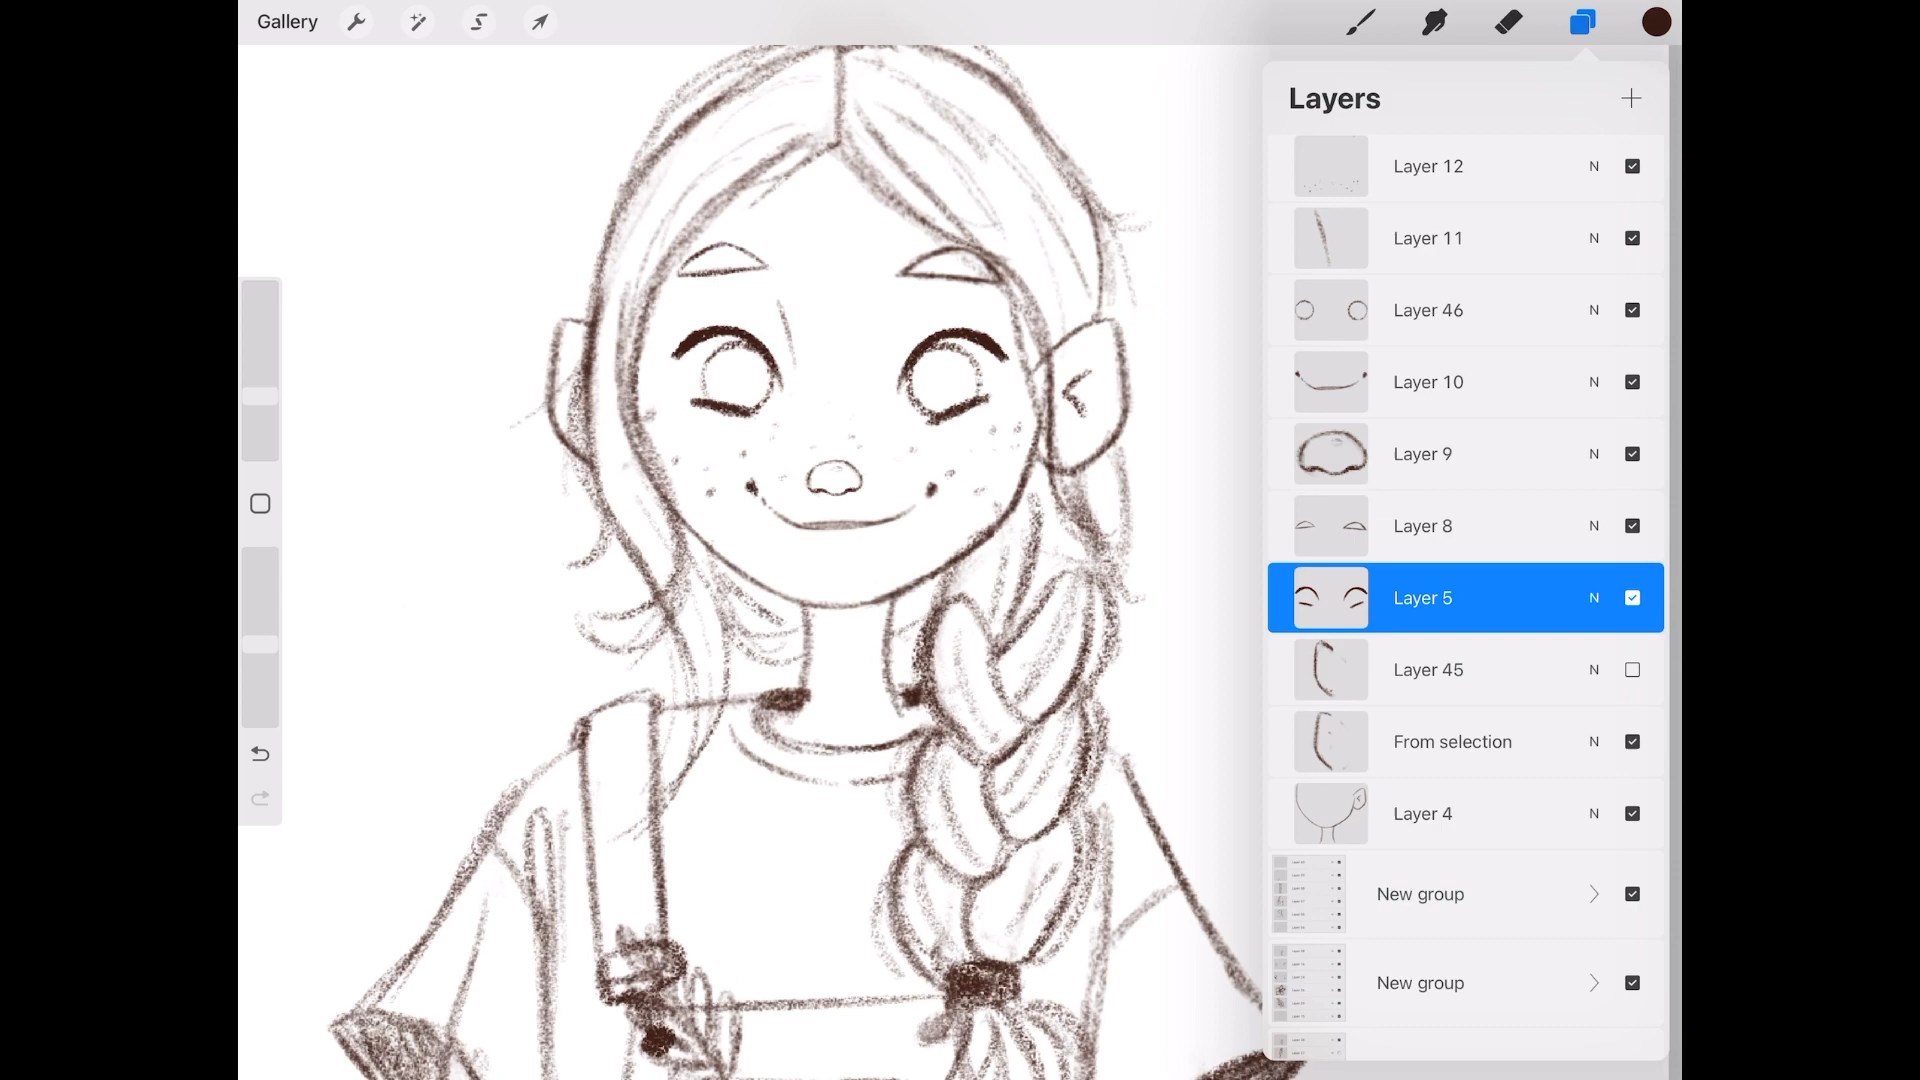 Gallery
Layers
Layer 12 N
Layer 11 N
Layer 46 N
Layer 10 N
Layer 9 N
Layer 8 N
Layer 5 N
Layer 45 N
From selection N
Layer 4 N
New group
New group